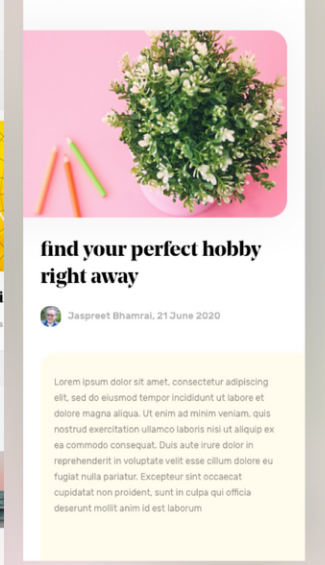 find your perfect hobby
right away
Jaspreet Bhamrai, 21 June 2020
Lorem ipsum dolor sit amet, consectetur adipiscing
elit, sed do eiusmod tempor incididunt ut labore et
dolore magna aliqua. Ut enim ad minim veniam, quis
nostrud exercitation ullamco laboris nisi ut aliquip ex
ea commodo consequat. Duis aute irure dolor in
reprehenderit in voluptate velit esse cillum dolore eu
fugiat nulla pariatur. Excepteur sint occaecat
cupidatat non proident, sunt in culpa qui officia
deserunt mollit anim id est laborum